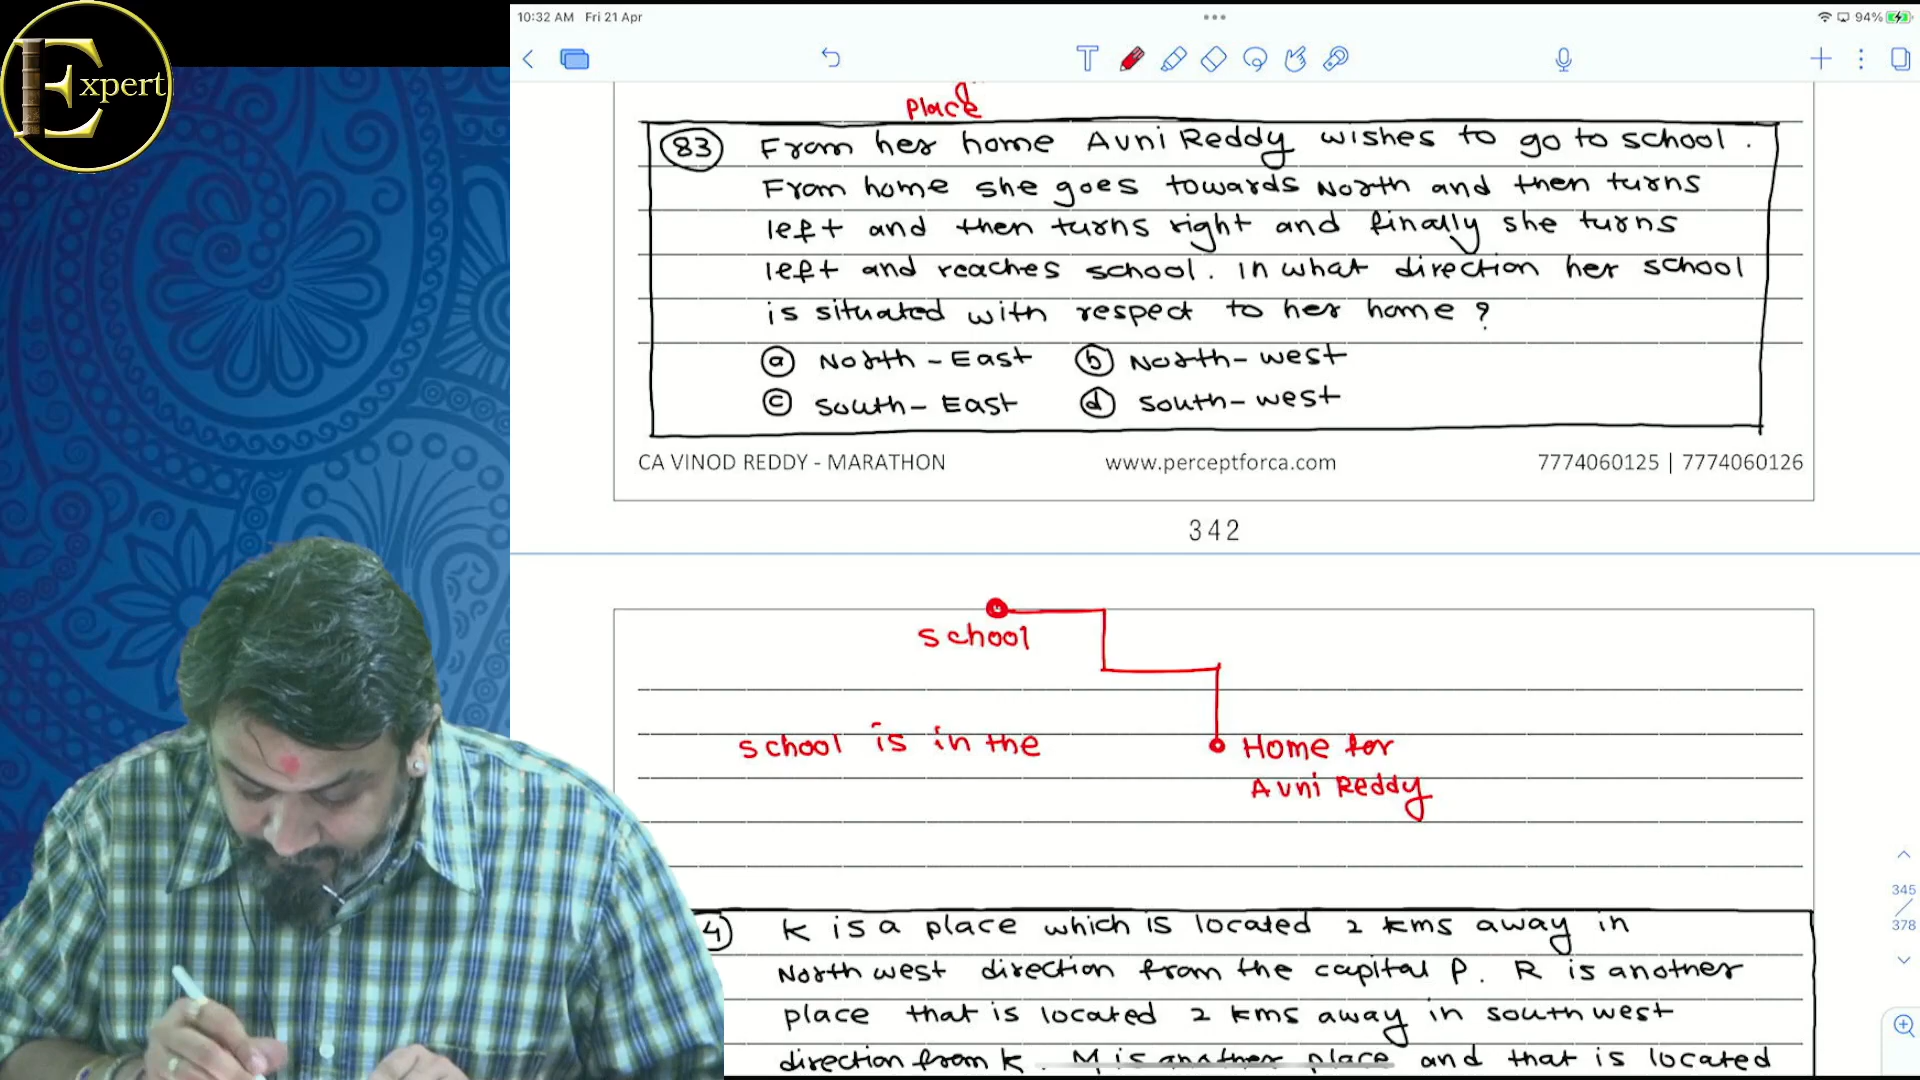 10:32 AM Fri 21 Apr
94%
Expert
Place
83 From her home Avni Reddy wishes to go to school.
From home she goes towards North and then turns
left and then turns right and finally she turns
left and reaches school. In what direction her school
is situated with respect to her home?
a North-East b North-west
c South-East d South-west
CA VINOD REDDY - MARATHON www.perceptforca.com 7774060125 | 7774060126
342
school
school is in the
Home for
Avni Reddy
4) K is a place which is located 2 kms away in
North west direction from the capital P. R is another
place that is located 2 kms away in south west
direction from K. M is another place and that is located
345
378